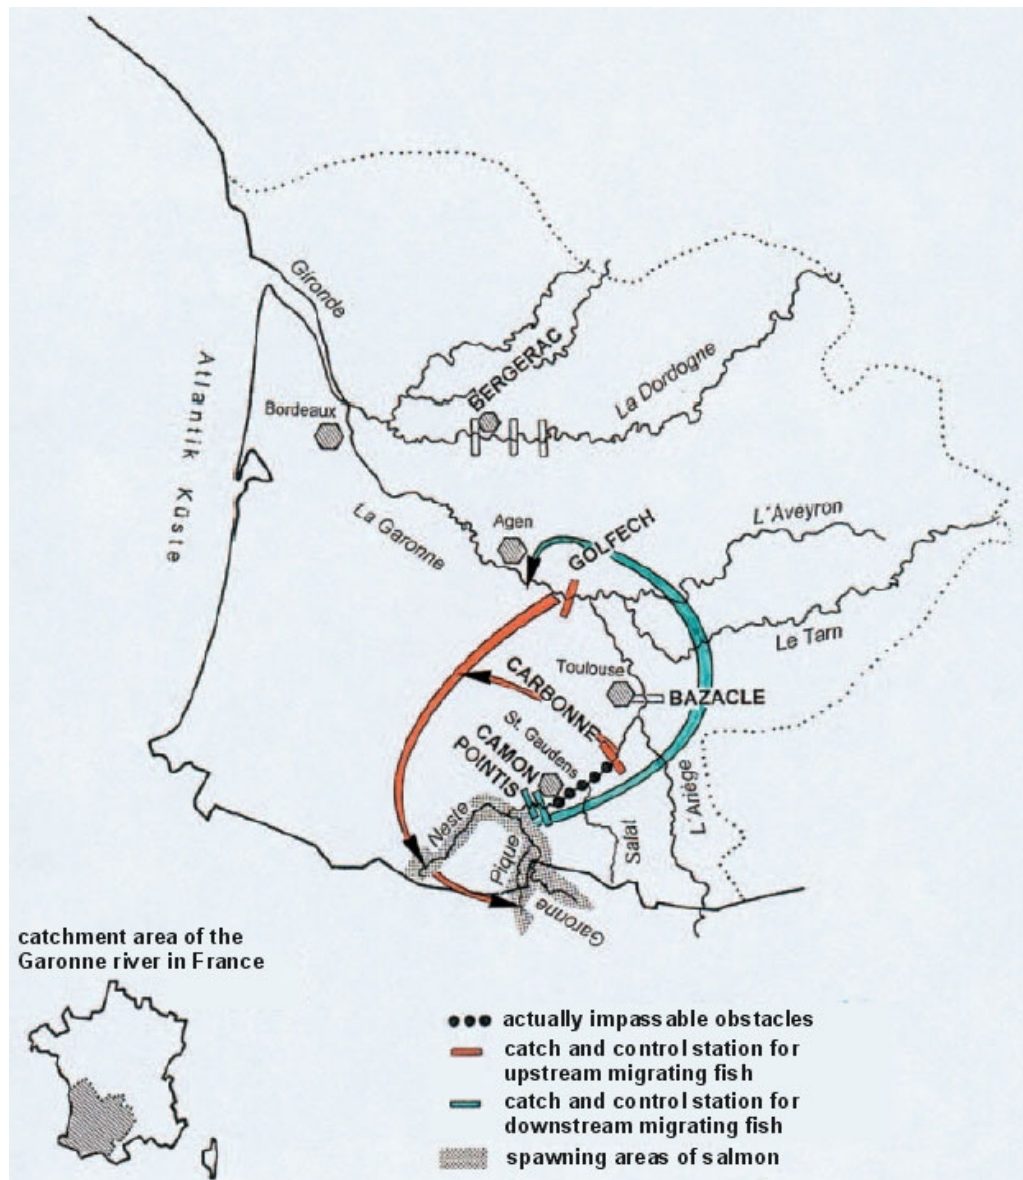 Gironde
BERGERAC
La Dordogne
Atlantik Küste
Bordeaux
La Garonne
Agen
GOLFECH
L'Aveyron
Le Tarn
Toulouse
BAZACLE
CARBONNE
St. Gaudens
CAMON
POINTIS
Neste
Pique
Garonne
Salat
L'Ariége
catchment area of the
Garonne river in France
actually impassable obstacles
catch and control station for
upstream migrating fish
catch and control station for
downstream migrating fish
spawning areas of salmon